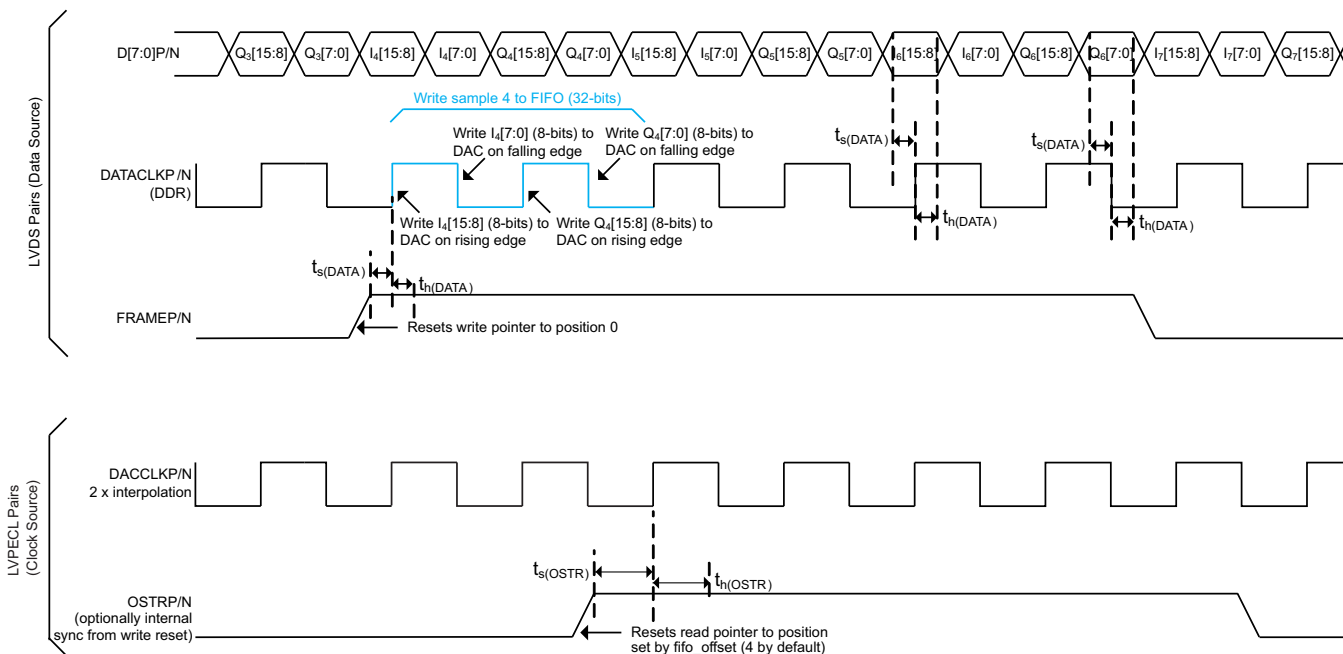 LVDS Pairs (Data Source)
D[7:0]P/N
Q3[15:8] Q3[7:0] I4[15:8] I4[7:0] Q4[15:8] Q4[7:0] I5[15:8] I5[7:0] Q5[15:8] Q5[7:0] I6[15:8] I6[7:0] Q6[15:8] Q6[7:0] I7[15:8] I7[7:0] Q7[15:8]
Write sample 4 to FIFO (32-bits)
Write I4[7:0] (8-bits) to
DAC on falling edge
Write Q4[7:0] (8-bits) to
DAC on falling edge
ts(DATA)
ts(DATA)
DATACLKP/N
(DDR)
Write I4[15:8] (8-bits) to
DAC on rising edge
Write Q4[15:8] (8-bits) to
DAC on rising edge
th(DATA)
th(DATA)
ts(DATA)
th(DATA)
FRAMEP/N
Resets write pointer to position 0
LVPECL Pairs
(Clock Source)
DACCLKP/N
2 x interpolation
ts(OSTR)
th(OSTR)
OSTRP/N
(optionally internal
sync from write reset)
Resets read pointer to position
set by fifo_offset (4 by default)